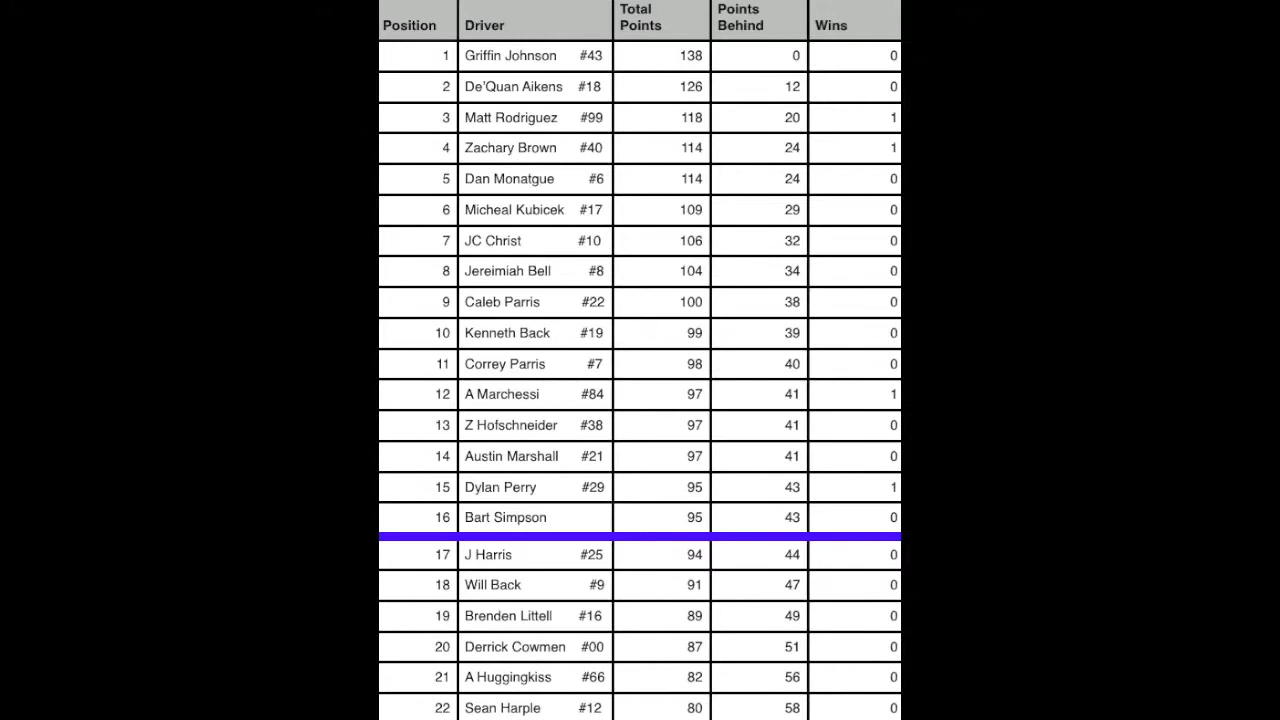 Position Driver Total Points Points Behind Wins
1 Griffin Johnson #43 138 0 0
2 De'Quan Aikens #18 126 12 0
3 Matt Rodriguez #99 118 20 1
4 Zachary Brown #40 114 24 1
5 Dan Monatgue #6 114 24 0
6 Micheal Kubicek #17 109 29 0
7 JC Christ #10 106 32 0
8 Jereimiah Bell #8 104 34 0
9 Caleb Parris #22 100 38 0
10 Kenneth Back #19 99 39 0
11 Correy Parris #7 98 40 0
12 A Marchessi #84 97 41 1
13 Z Hofschneider #38 97 41 0
14 Austin Marshall #21 97 41 0
15 Dylan Perry #29 95 43 1
16 Bart Simpson 95 43 0
17 J Harris #25 94 44 0
18 Will Back #9 91 47 0
19 Brenden Littell #16 89 49 0
20 Derrick Cowmen #00 87 51 0
21 A Huggingkiss #66 82 56 0
22 Sean Harple #12 80 58 0